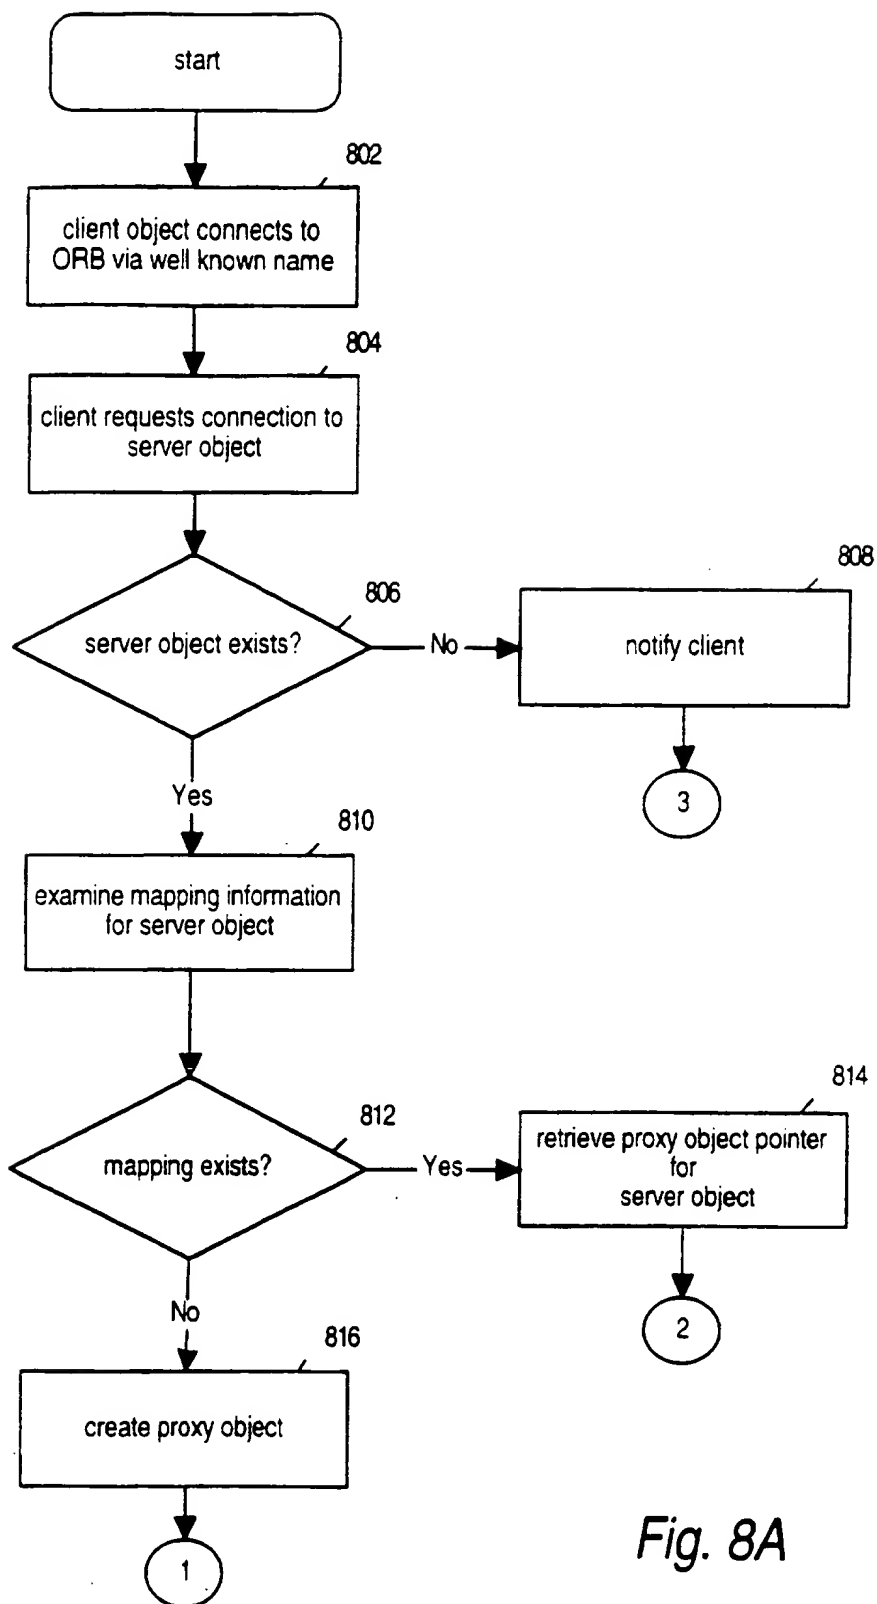 start
802
client object connects to
ORB via well known name
804
client requests connection to
server object
806
server object exists?
No
808
notify client
3
Yes
810
examine mapping information
for server object
812
mapping exists?
Yes
814
retrieve proxy object pointer
for
server object
2
No
816
create proxy object
1
Fig. 8A